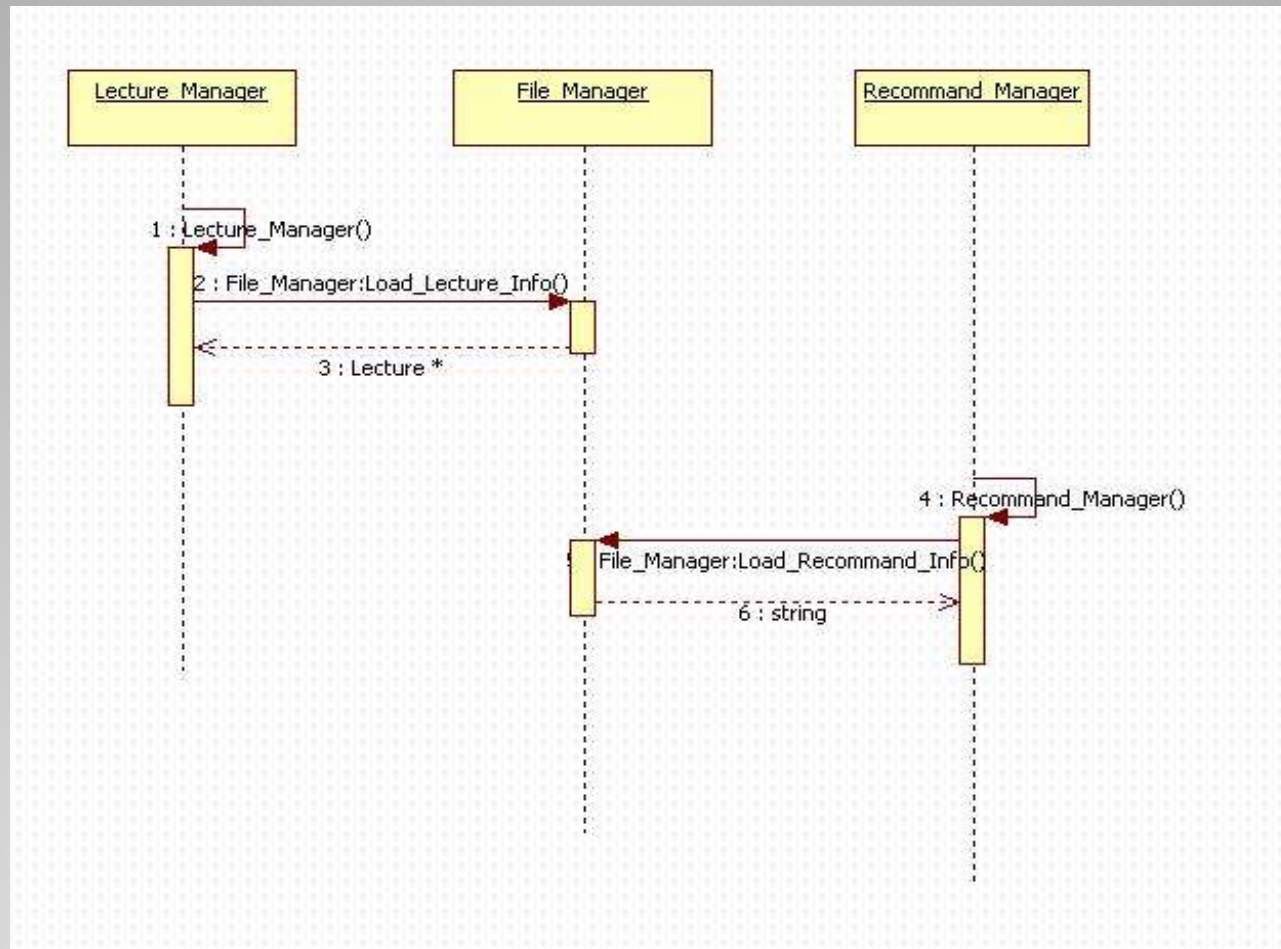 Lecture_Manager
File_Manager
Recommand_Manager
1 : Lecture_Manager()
2 : File_Manager:Load_Lecture_Info()
3 : Lecture *
4 : Recommand_Manager()
File_Manager:Load_Recommand_Info()
6 : string